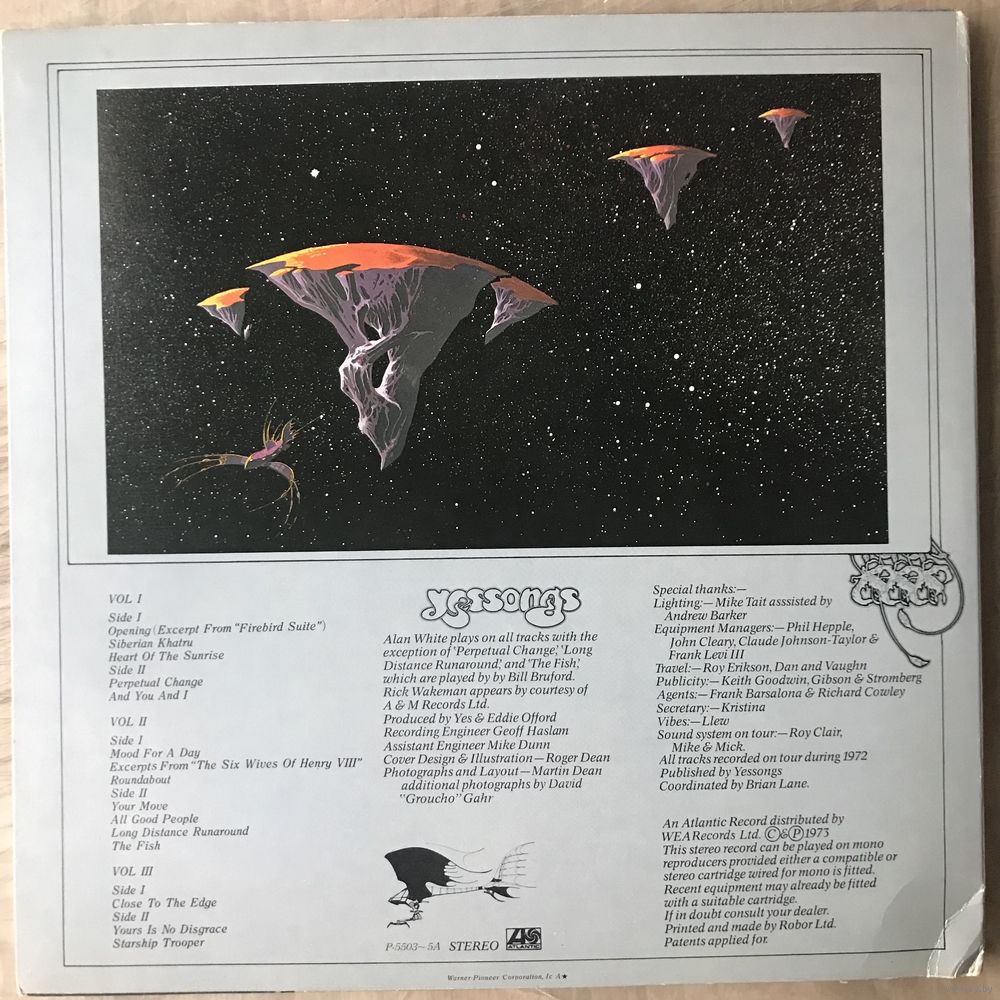 VOL I
Side I
Opening (Excerpt From "Firebird Suite")
Siberian Khatru
Heart Of The Sunrise
Side II
Perpetual Change
And You And I
VOL II
Side I
Mood For A Day
Excerpts From "The Six Wives Of Henry VIII"
Roundabout
Side II
Your Move
All Good People
Long Distance Runaround
The Fish
VOL III
Side I
Close To The Edge
Side II
Yours Is No Disgrace
Starship Trooper
yessongs
Alan White plays on all tracks with the
exception of 'Perpetual Change,' 'Long
Distance Runaround,' and 'The Fish,'
which are played by by Bill Bruford.
Rick Wakeman appears by courtesy of
A & M Records Ltd.
Produced by Yes & Eddie Offord
Recording Engineer Geoff Haslam
Assistant Engineer Mike Dunn
Cover Design & Illustration — Roger Dean
Photographs and Layout — Martin Dean
additional photographs by David
"Groucho" Gahr
P-5503~5A STEREO
ATLANTIC
Special thanks:—
Lighting:— Mike Tait asssisted by
Andrew Barker
Equipment Managers:— Phil Hepple,
John Cleary, Claude Johnson-Taylor &
Frank Levi III
Travel:— Roy Erikson, Dan and Vaughn
Publicity:— Keith Goodwin, Gibson & Stromberg
Agents:— Frank Barsalona & Richard Cowley
Secretary:— Kristina
Vibes:— Llew
Sound system on tour:— Roy Clair,
Mike & Mick.
All tracks recorded on tour during 1972
Published by Yessongs
Coordinated by Brian Lane.
An Atlantic Record distributed by
WEA Records Ltd. Ⓒ&Ⓟ 1973
This stereo record can be played on mono
reproducers provided either a compatible or
stereo cartridge wired for mono is fitted.
Recent equipment may already be fitted
with a suitable cartridge.
If in doubt consult your dealer.
Printed and made by Robor Ltd.
Patents applied for.
Warner-Pioneer Corporation,